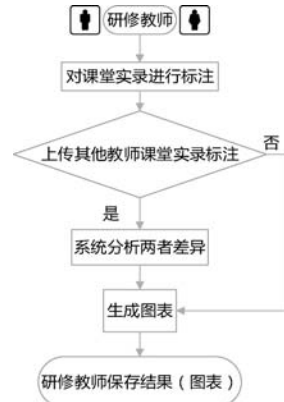 研修教师
对课堂实录进行标注
上传其他教师课堂实录标注
否
是
系统分析两者差异
生成图表
研修教师保存结果（图表）